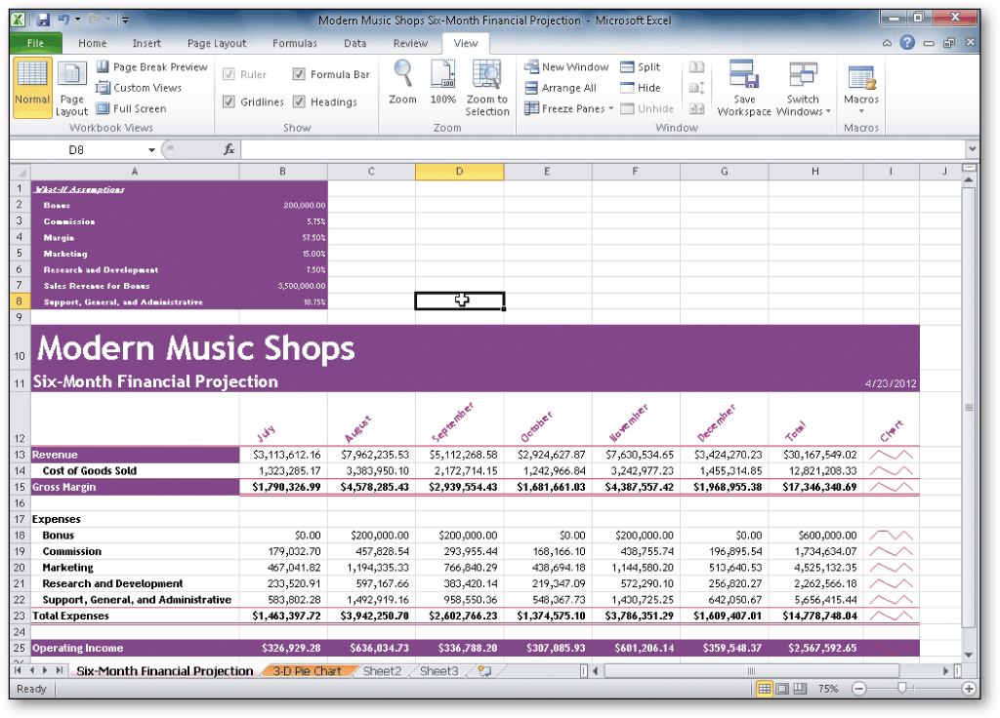 Modern Music Shops Six-Month Financial Projection - Microsoft Excel
File Home Insert Page Layout Formulas Data Review View
Normal Page Layout Page Break Preview Custom Views Full Screen
Workbook Views
Ruler Formula Bar
Gridlines Headings
Show
Zoom 100% Zoom to Selection
Zoom
New Window Split
Arrange All Hide
Freeze Panes Unhide
Save Workspace Switch Windows
Window
Macros
Macros
D8 fx
A B C D E F G H I J
1 What-If Assumptions
2 Bonus 200,000.00
3 Commission 5.75%
4 Margin 57.50%
5 Marketing 15.00%
6 Research and Development 7.50%
7 Sales Revenue for Bonus 3,500,000.00
8 Support, General, and Administrative 18.75%
9
10 Modern Music Shops
11 Six-Month Financial Projection 4/23/2012
12 July August September October November December Total Chart
13 Revenue $3,113,612.16 $7,962,235.53 $5,112,268.58 $2,924,627.87 $7,630,534.65 $3,424,270.23 $30,167,549.02
14 Cost of Goods Sold 1,323,285.17 3,383,950.10 2,172,714.15 1,242,966.84 3,242,977.23 1,455,314.85 12,821,208.33
15 Gross Margin $1,790,326.99 $4,578,285.43 $2,939,554.43 $1,681,661.03 $4,387,557.42 $1,968,955.38 $17,346,340.69
16
17 Expenses
18 Bonus $0.00 $200,000.00 $200,000.00 $0.00 $200,000.00 $0.00 $600,000.00
19 Commission 179,032.70 457,828.54 293,955.44 168,166.10 438,755.74 196,895.54 1,734,634.07
20 Marketing 467,041.82 1,194,335.33 766,840.29 438,694.18 1,144,580.20 513,640.53 4,525,132.35
21 Research and Development 233,520.91 597,167.66 383,420.14 219,347.09 572,290.10 256,820.27 2,262,566.18
22 Support, General, and Administrative 583,802.28 1,492,919.16 958,550.36 548,367.73 1,430,725.25 642,050.67 5,656,415.44
23 Total Expenses $1,463,397.72 $3,942,250.70 $2,602,766.23 $1,374,575.10 $3,786,351.29 $1,609,407.01 $14,778,748.04
24
25 Operating Income $326,929.28 $636,034.73 $336,788.20 $307,085.93 $601,206.14 $359,548.37 $2,567,592.65
Six-Month Financial Projection 3-D Pie Chart Sheet2 Sheet3
Ready 75%